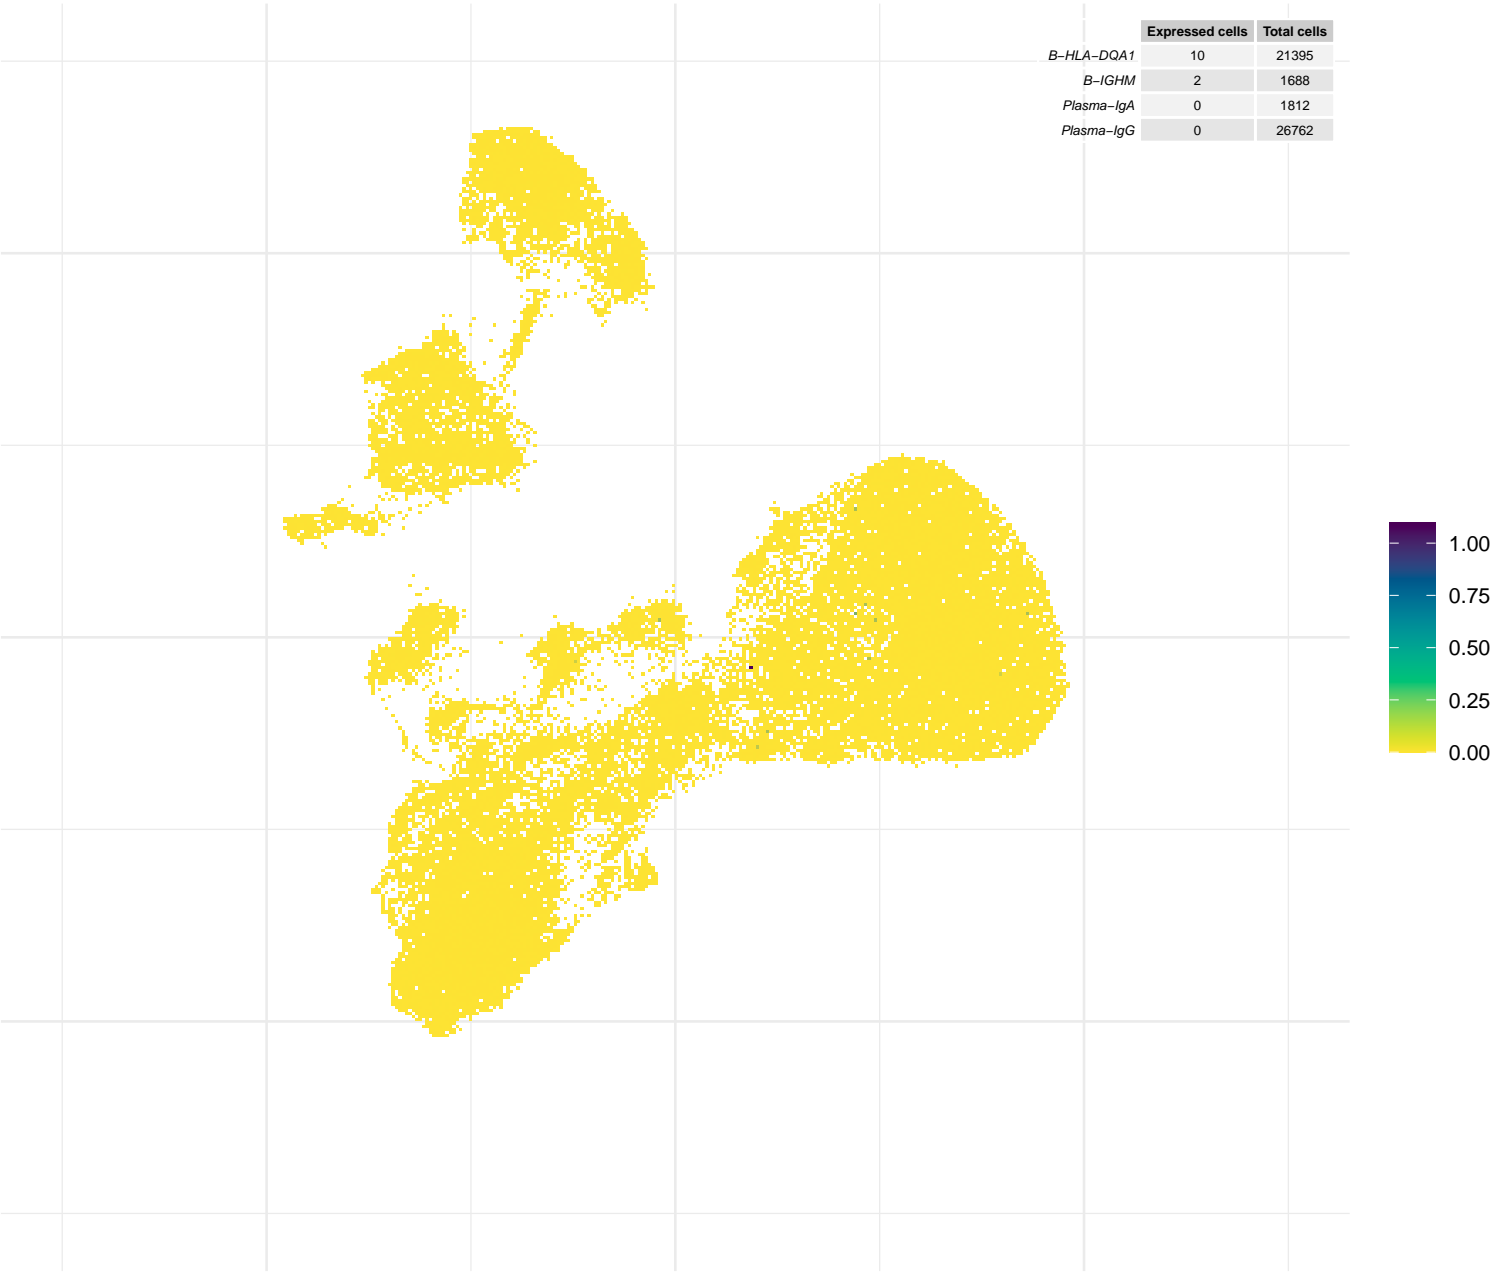 Expressed cells Total cells
B−HLA−DQA1 10 21395
B−IGHM 2 1688
Plasma−IgA 0 1812
Plasma−IgG 0 26762
1.00
0.75
0.50
0.25
0.00